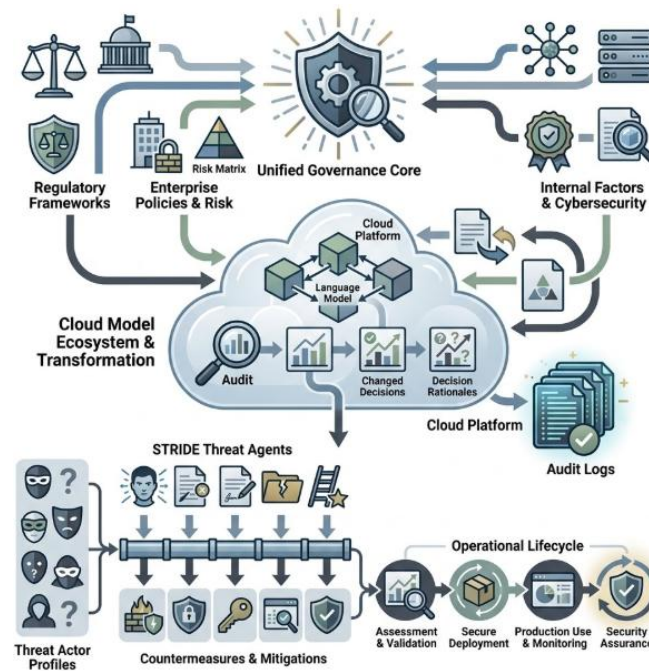 Risk Matrix
Regulatory
Frameworks
Enterprise
Policies & Risk
Unified Governance Core
Internal Factors
& Cybersecurity
Cloud
Platform
Language
Model
Cloud Model
Ecosystem &
Transformation
Audit
Changed
Decisions
Decision
Rationales
Cloud Platform
Audit Logs
STRIDE Threat Agents
Operational Lifecycle
Assessment
& Validation
Secure
Deployment
Production Use
& Monitoring
Security
Assurance
Threat Actor
Profiles
Countermeasures & Mitigations